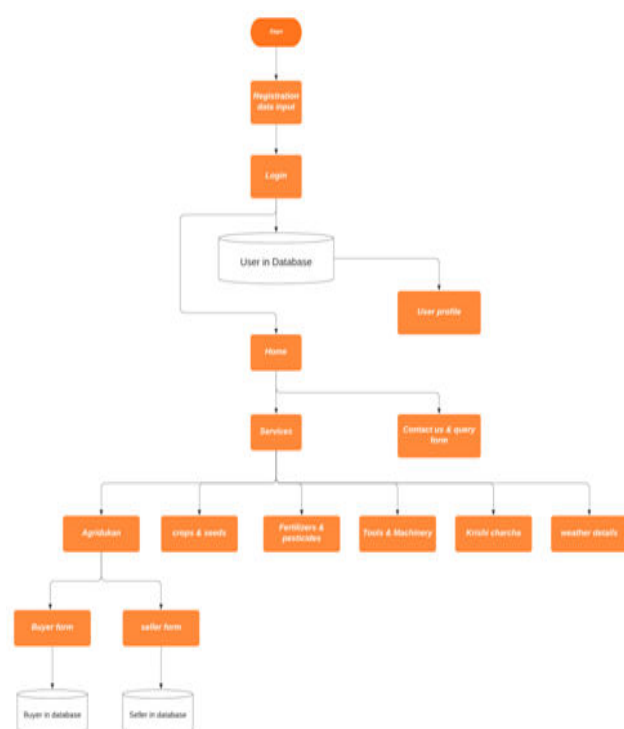 Registration
data input
Login
User in Database
User profile
Home
Services
Contact us & query
form
Agridukan
crops & seeds
Fertilizers &
pesticides
Tools & Machinery
Krishi charcha
weather details
Buyer form
seller form
Buyer in database
Seller in database